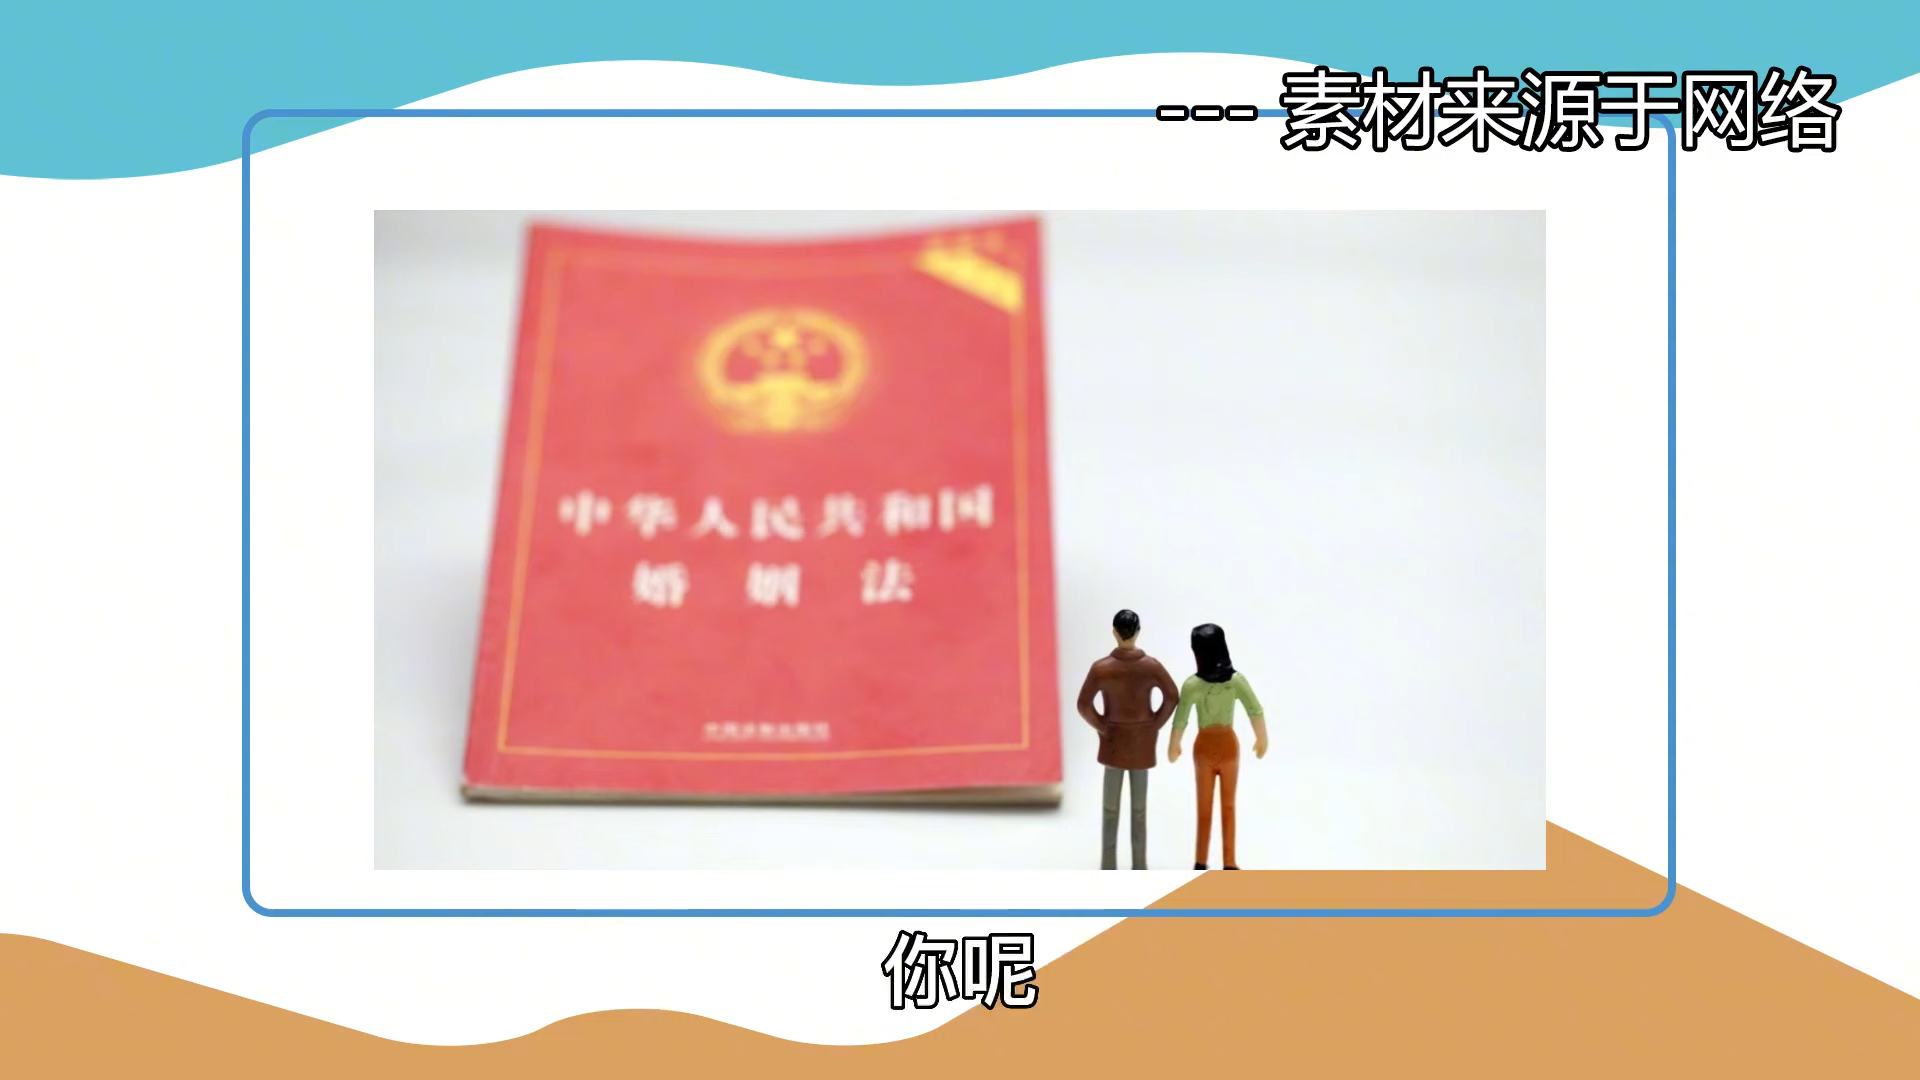 --- 素材来源于网络
中华人民共和国
婚姻法
你呢